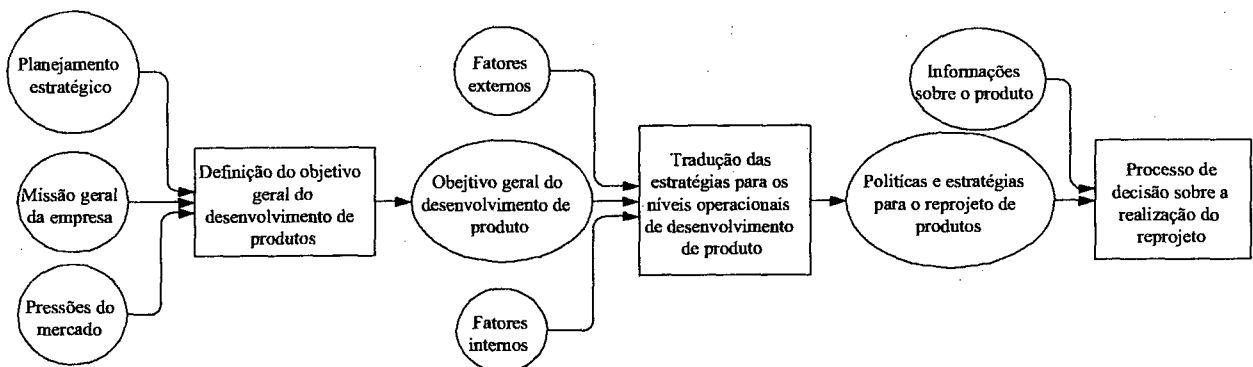 Planejamento
estratégico
Missão geral
da empresa
Pressões do
mercado
Definição do objetivo
geral do
desenvolvimento de
produtos
Fatores
externos
Obejtivo geral do
desenvolvimento de
produto
Fatores
internos
Tradução das
estratégias para os
níveis operacionais
de desenvolvimento
de produto
Informações
sobre o produto
Politícas e estratégias
para o reprojeto de
produtos
Processo de
decisão sobre a
realização do
reprojeto